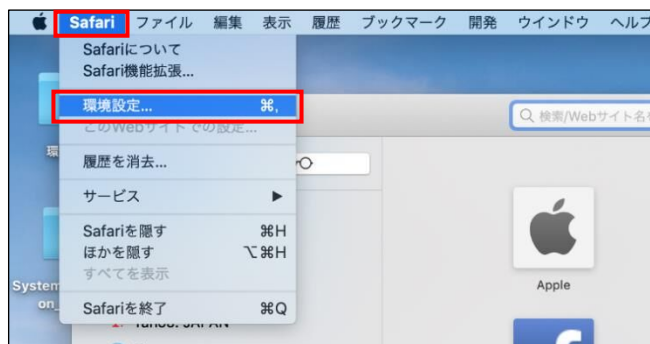 Safari ファイル 編集 表示 履歴 ブックマーク 開発 ウインドウ ヘルプ
Safariについて
Safari機能拡張...
環境設定... ⌘,
このWebサイトでの設定...
検索/Webサイト名
環
履歴を消去...
サービス ▶
Safariを隠す ⌘H
ほかを隠す ⌥⌘H
すべてを表示
System
on_
Apple
Safariを終了 ⌘Q
Yahoo! JAPAN